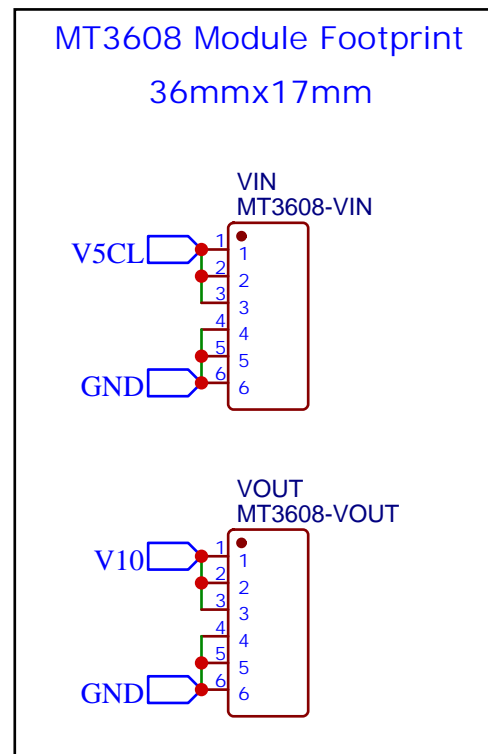 MT3608 Module Footprint
36mmx17mm
VIN
MT3608-VIN
V5CL
1 1
2 2
3 3
4 4
5 5
GND
6 6
VOUT
MT3608-VOUT
V10
1 1
2 2
3 3
4 4
5 5
GND
6 6